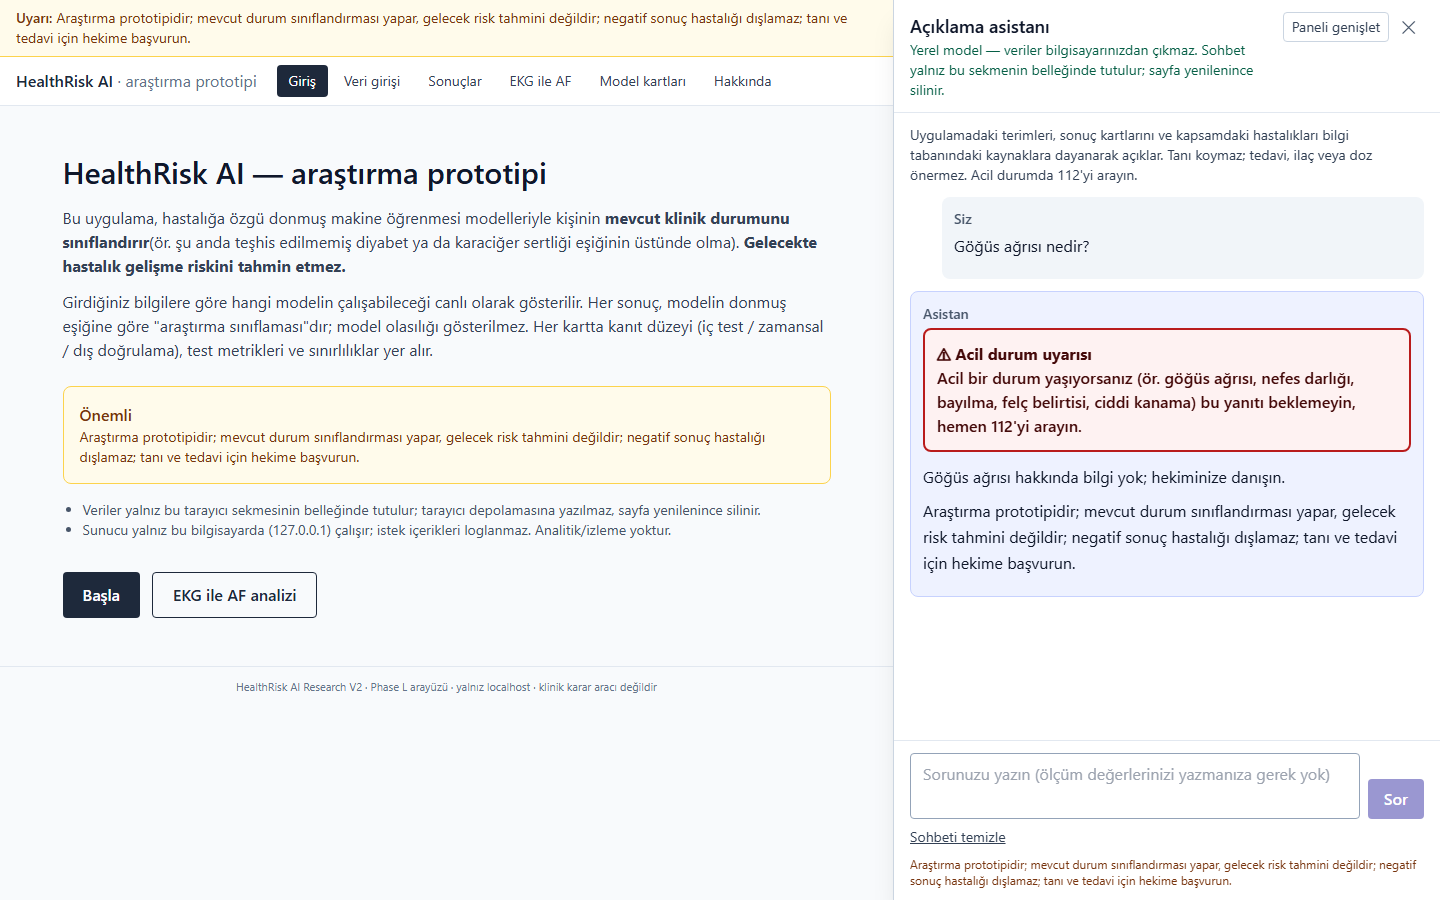 Uyarı: Araştırma prototipidir; mevcut durum sınıflandırması yapar, gelecek risk tahmini değildir; negatif sonuç hastalığı dışlamaz; tanı ve
tedavi için hekime başvurun.
HealthRisk AI · araştırma prototipi
Giriş
Veri girişi
Sonuçlar
EKG ile AF
Model kartları
Hakkında
HealthRisk AI — araştırma prototipi
Bu uygulama, hastalığa özgü donmuş makine öğrenmesi modelleriyle kişinin mevcut klinik durumunu
sınıflandırır(ör. şu anda teşhis edilmemiş diyabet ya da karaciğer sertliği eşiğinin üstünde olma). Gelecekte
hastalık gelişme riskini tahmin etmez.
Girdiğiniz bilgilere göre hangi modelin çalışabileceği canlı olarak gösterilir. Her sonuç, modelin donmuş
eşiğine göre "araştırma sınıflaması"dır; model olasılığı gösterilmez. Her kartta kanıt düzeyi (iç test / zamansal
/ dış doğrulama), test metrikleri ve sınırlılıklar yer alır.
Önemli
Araştırma prototipidir; mevcut durum sınıflandırması yapar, gelecek risk tahmini değildir; negatif sonuç hastalığı
dışlamaz; tanı ve tedavi için hekime başvurun.
Veriler yalnız bu tarayıcı sekmesinin belleğinde tutulur; tarayıcı depolamasına yazılmaz, sayfa yenilenince silinir.
Sunucu yalnız bu bilgisayarda (127.0.0.1) çalışır; istek içerikleri loglanmaz. Analitik/izleme yoktur.
Başla
EKG ile AF analizi
HealthRisk AI Research V2 · Phase L arayüzü · yalnız localhost · klinik karar aracı değildir
Açıklama asistanı
Paneli genişlet
Yerel model — veriler bilgisayarınızdan çıkmaz. Sohbet
yalnız bu sekmenin belleğinde tutulur; sayfa yenilenince
silinir.
Uygulamadaki terimleri, sonuç kartlarını ve kapsamdaki hastalıkları bilgi
tabanındaki kaynaklara dayanarak açıklar. Tanı koymaz; tedavi, ilaç veya doz
önermez. Acil durumda 112'yi arayın.
Siz
Göğüs ağrısı nedir?
Asistan
⚠ Acil durum uyarısı
Acil bir durum yaşıyorsanız (ör. göğüs ağrısı, nefes darlığı,
bayılma, felç belirtisi, ciddi kanama) bu yanıtı beklemeyin,
hemen 112'yi arayın.
Göğüs ağrısı hakkında bilgi yok; hekiminize danışın.
Araştırma prototipidir; mevcut durum sınıflandırması yapar, gelecek
risk tahmini değildir; negatif sonuç hastalığı dışlamaz; tanı ve tedavi
için hekime başvurun.
Sorunuzu yazın (ölçüm değerlerinizi yazmanıza gerek yok)
Sor
Sohbeti temizle
Araştırma prototipidir; mevcut durum sınıflandırması yapar, gelecek risk tahmini değildir; negatif
sonuç hastalığı dışlamaz; tanı ve tedavi için hekime başvurun.